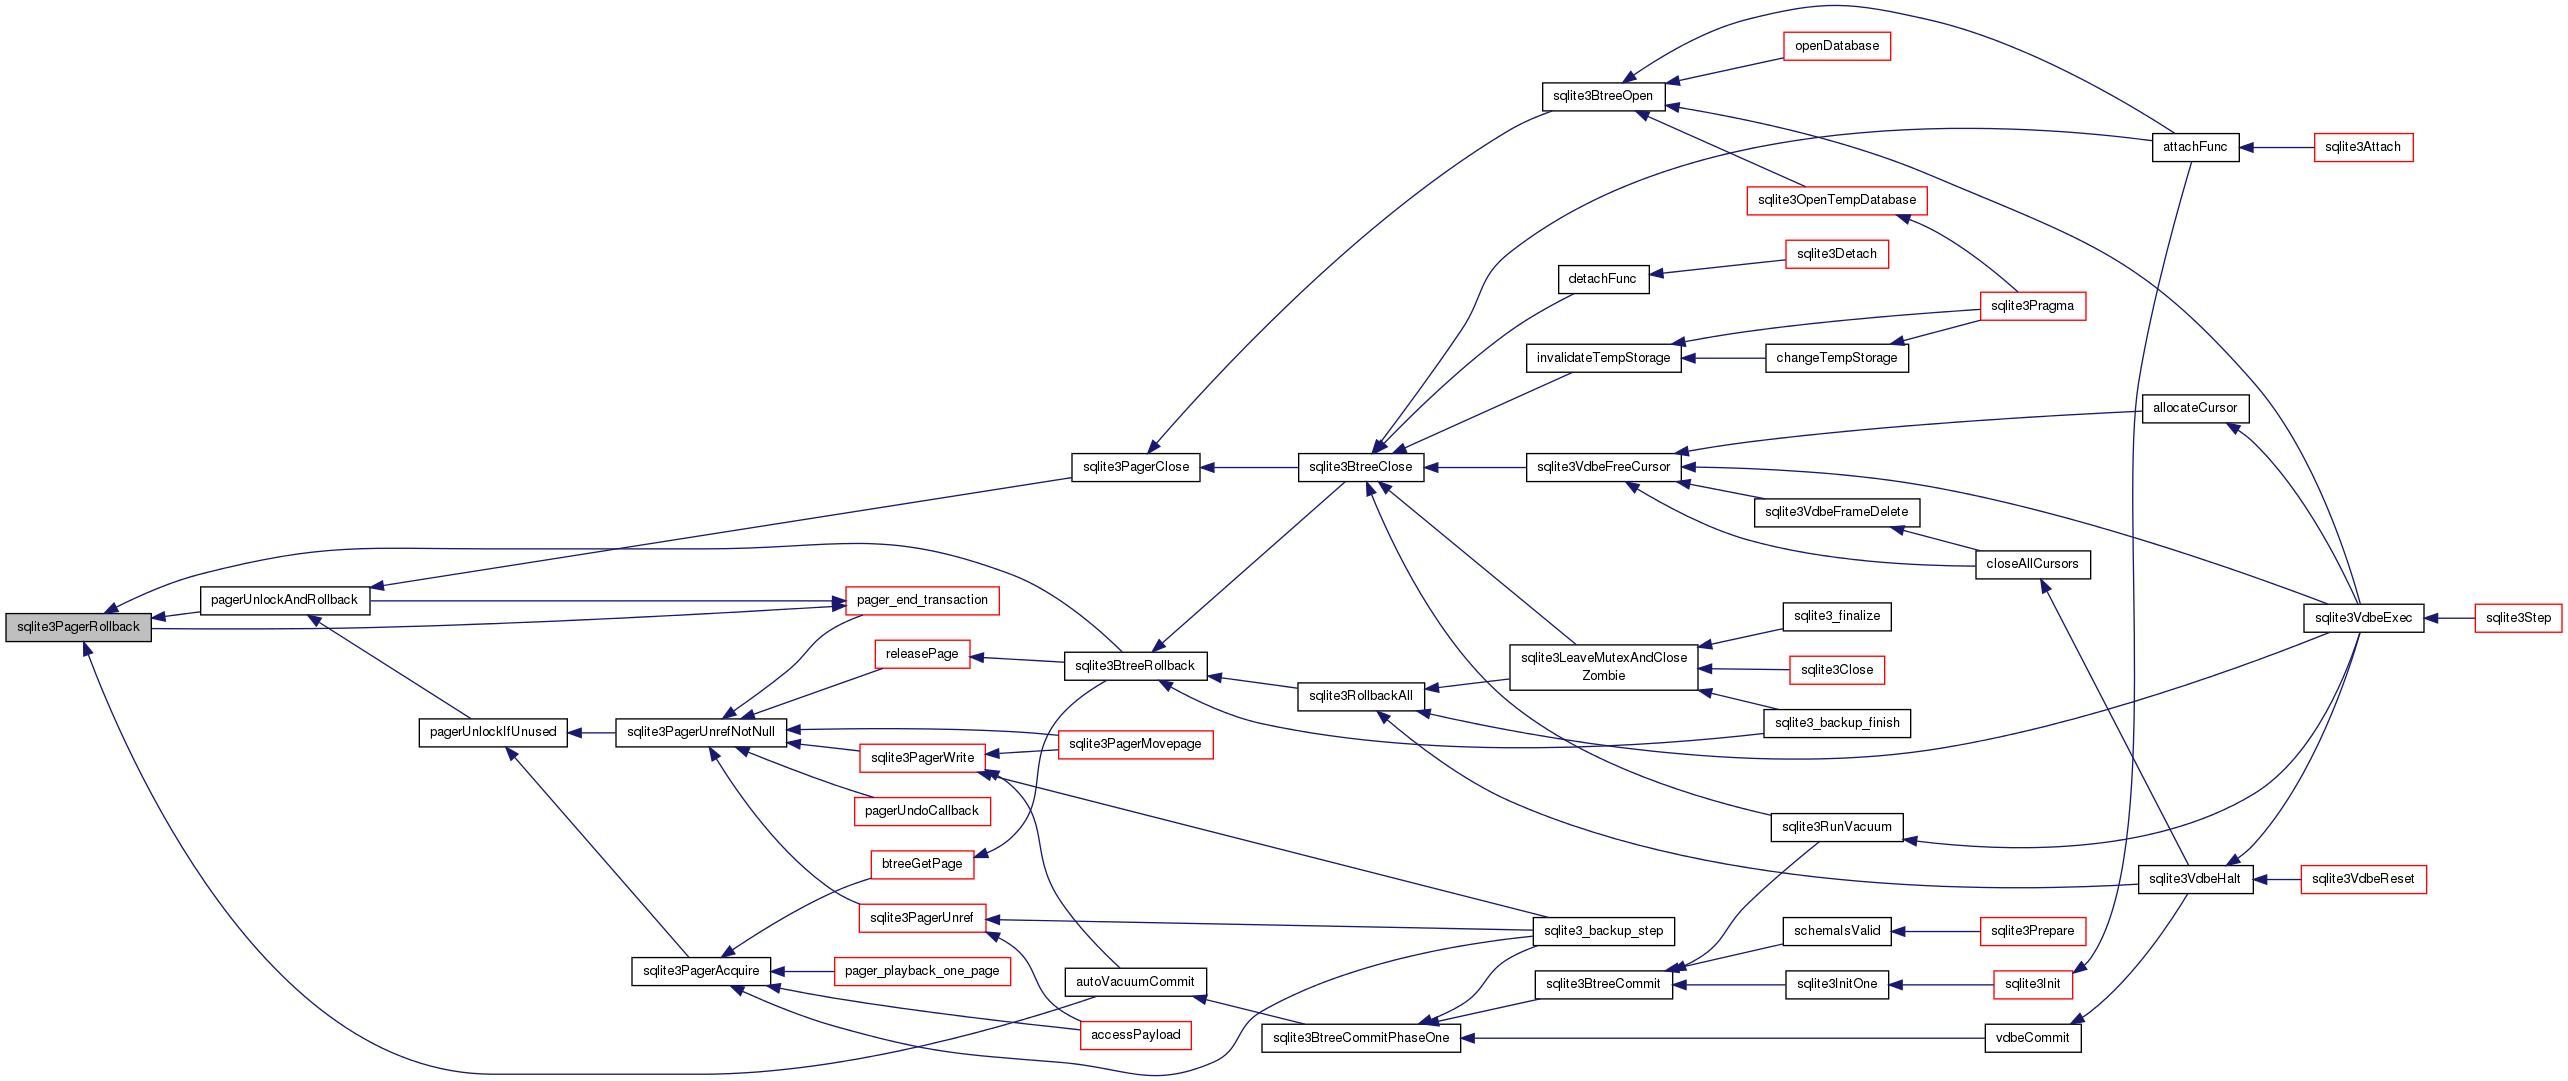 sqlite3PagerRollback
pagerUnlockAndRollback
pagerUnlockIfUnused
sqlite3PagerUnrefNotNull
sqlite3PagerAcquire
pager_end_transaction
releasePage
sqlite3PagerWrite
pagerUndoCallback
btreeGetPage
sqlite3PagerUnref
pager_playback_one_page
sqlite3PagerClose
sqlite3BtreeRollback
sqlite3PagerMovepage
autoVacuumCommit
accessPayload
sqlite3BtreeClose
sqlite3RollbackAll
sqlite3BtreeCommitPhaseOne
sqlite3BtreeOpen
detachFunc
invalidateTempStorage
sqlite3VdbeFreeCursor
sqlite3LeaveMutexAndClose
Zombie
sqlite3_backup_step
sqlite3BtreeCommit
openDatabase
sqlite3OpenTempDatabase
sqlite3Detach
changeTempStorage
sqlite3VdbeFrameDelete
sqlite3_finalize
sqlite3Close
sqlite3_backup_finish
sqlite3RunVacuum
schemaIsValid
sqlite3InitOne
sqlite3Pragma
closeAllCursors
sqlite3Prepare
sqlite3Init
vdbeCommit
attachFunc
allocateCursor
sqlite3VdbeHalt
sqlite3Attach
sqlite3VdbeExec
sqlite3VdbeReset
sqlite3Step